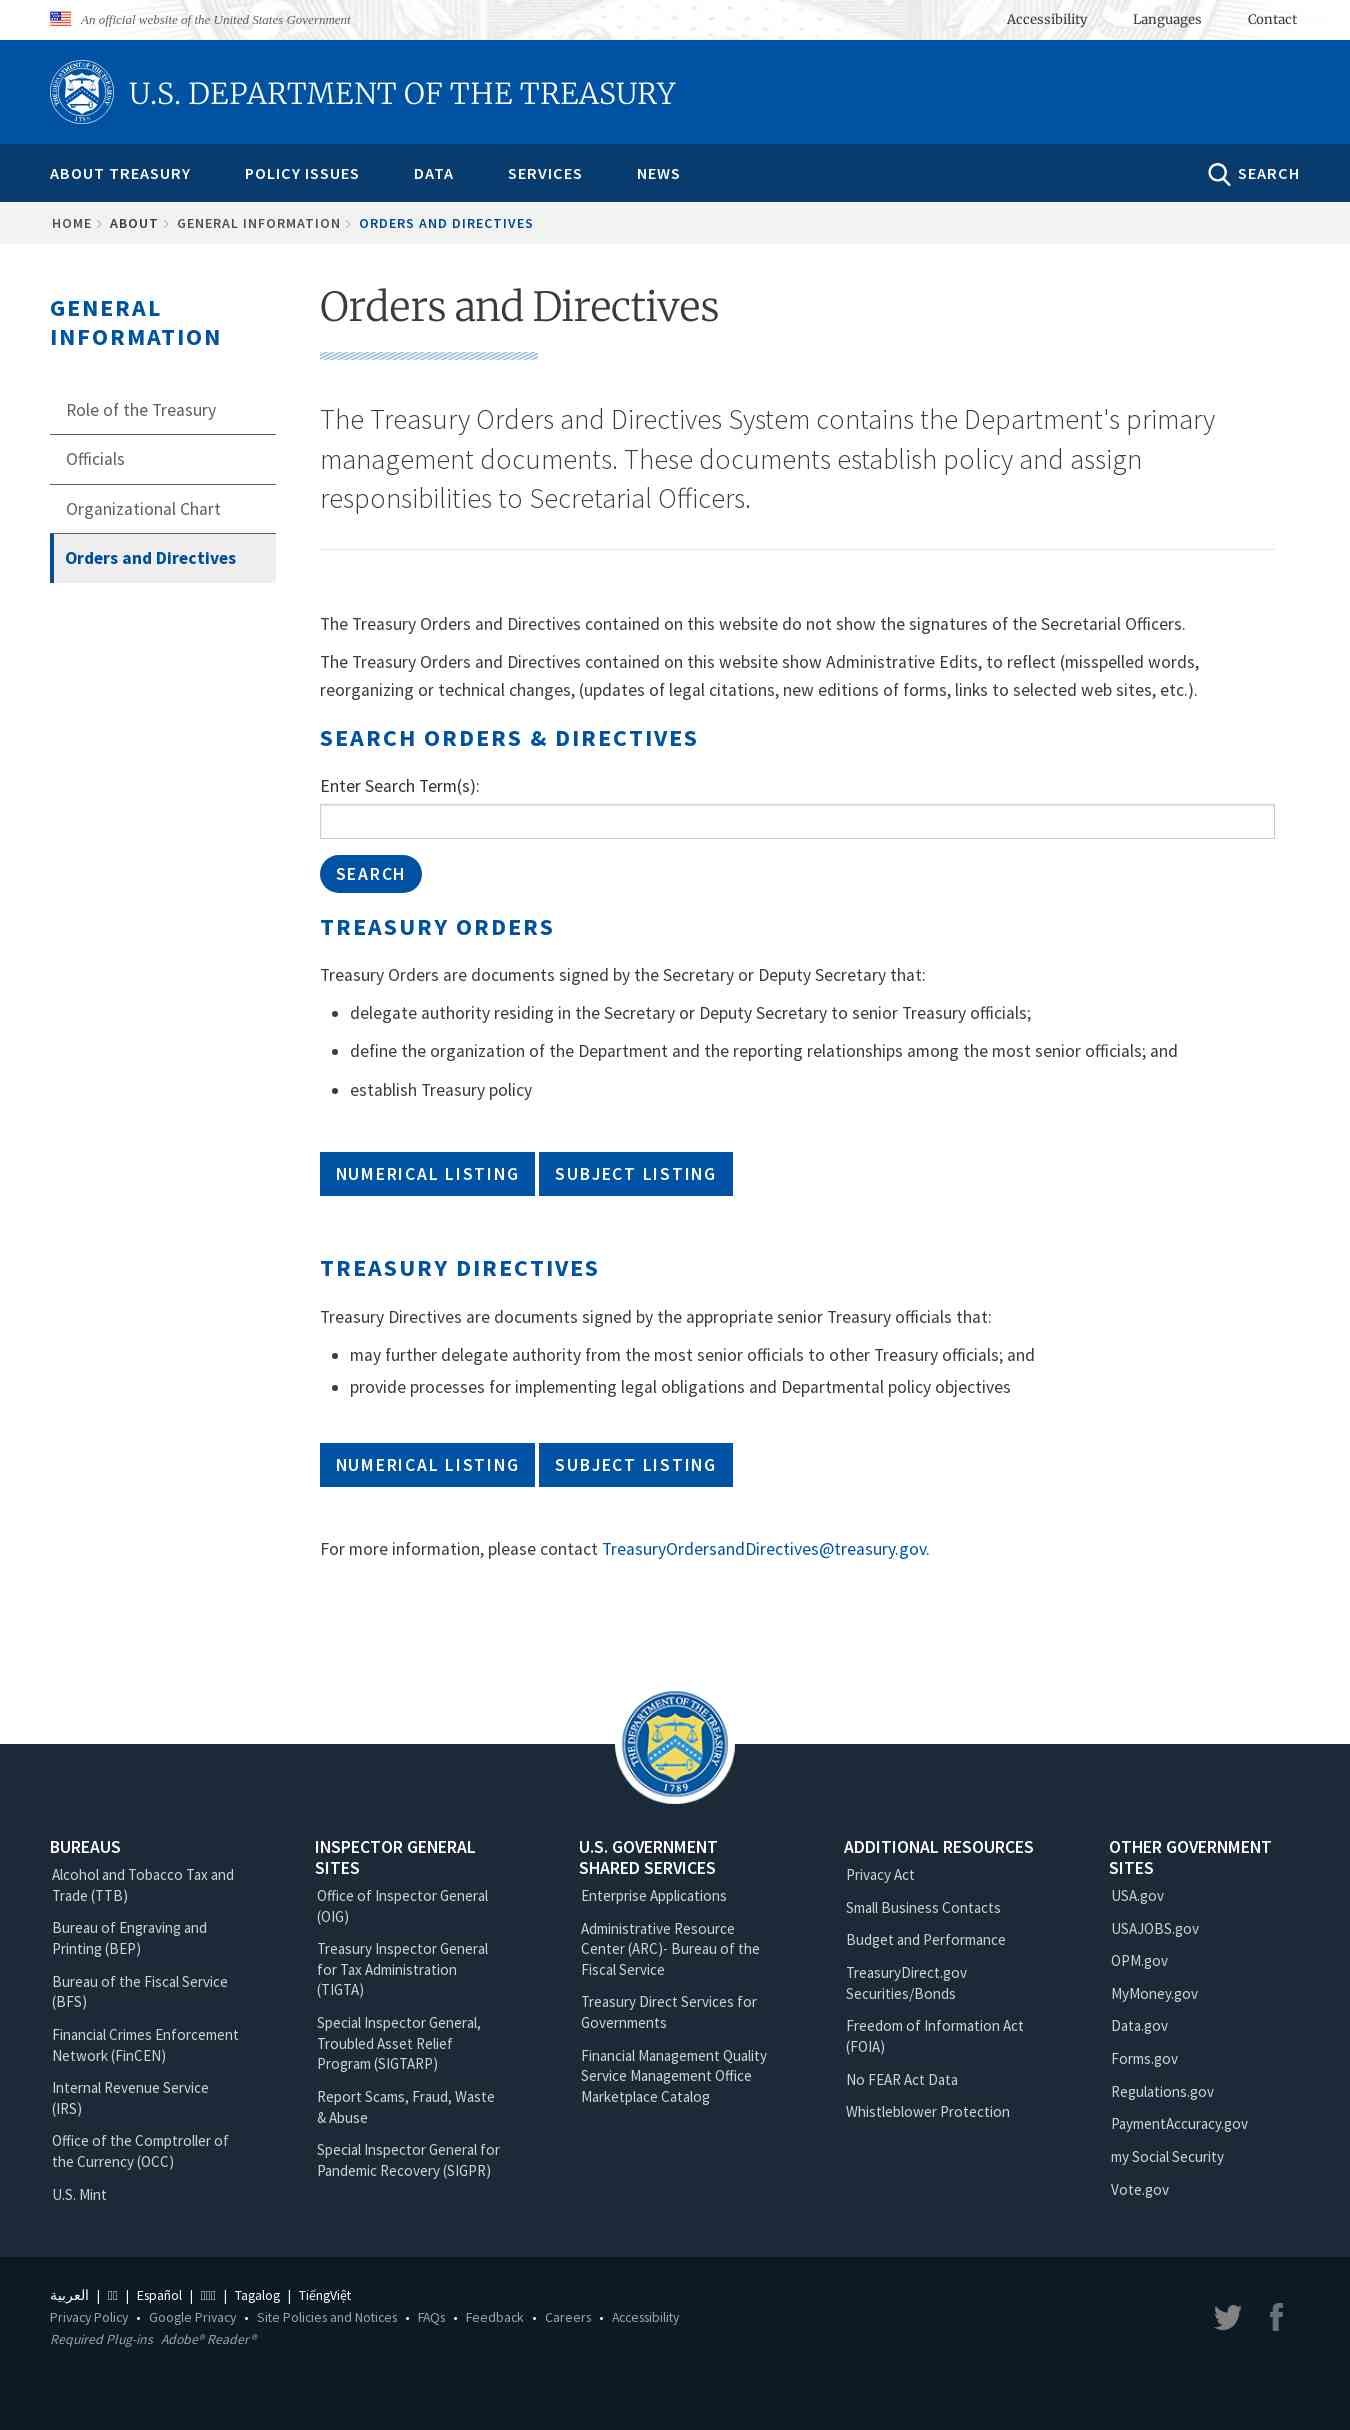 An official website of the United States Government
Accessibility
Languages
Contact
U.S. DEPARTMENT OF THE TREASURY
ABOUT TREASURY
POLICY ISSUES
DATA
SERVICES
NEWS
SEARCH
HOME > ABOUT > GENERAL INFORMATION > ORDERS AND DIRECTIVES
GENERAL
INFORMATION
Role of the Treasury
Officials
Organizational Chart
Orders and Directives
Orders and Directives
The Treasury Orders and Directives System contains the Department's primary
management documents. These documents establish policy and assign
responsibilities to Secretarial Officers.
The Treasury Orders and Directives contained on this website do not show the signatures of the Secretarial Officers.
The Treasury Orders and Directives contained on this website show Administrative Edits, to reflect (misspelled words,
reorganizing or technical changes, (updates of legal citations, new editions of forms, links to selected web sites, etc.).
SEARCH ORDERS & DIRECTIVES
Enter Search Term(s):
SEARCH
TREASURY ORDERS
Treasury Orders are documents signed by the Secretary or Deputy Secretary that:
• delegate authority residing in the Secretary or Deputy Secretary to senior Treasury officials;
• define the organization of the Department and the reporting relationships among the most senior officials; and
• establish Treasury policy
NUMERICAL LISTING
SUBJECT LISTING
TREASURY DIRECTIVES
Treasury Directives are documents signed by the appropriate senior Treasury officials that:
• may further delegate authority from the most senior officials to other Treasury officials; and
• provide processes for implementing legal obligations and Departmental policy objectives
NUMERICAL LISTING
SUBJECT LISTING
For more information, please contact TreasuryOrdersandDirectives@treasury.gov.
THE DEPARTMENT OF THE TREASURY
1789
BUREAUS
Alcohol and Tobacco Tax and
Trade (TTB)
Bureau of Engraving and
Printing (BEP)
Bureau of the Fiscal Service
(BFS)
Financial Crimes Enforcement
Network (FinCEN)
Internal Revenue Service
(IRS)
Office of the Comptroller of
the Currency (OCC)
U.S. Mint
INSPECTOR GENERAL
SITES
Office of Inspector General
(OIG)
Treasury Inspector General
for Tax Administration
(TIGTA)
Special Inspector General,
Troubled Asset Relief
Program (SIGTARP)
Report Scams, Fraud, Waste
& Abuse
Special Inspector General for
Pandemic Recovery (SIGPR)
U.S. GOVERNMENT
SHARED SERVICES
Enterprise Applications
Administrative Resource
Center (ARC)- Bureau of the
Fiscal Service
Treasury Direct Services for
Governments
Financial Management Quality
Service Management Office
Marketplace Catalog
ADDITIONAL RESOURCES
Privacy Act
Small Business Contacts
Budget and Performance
TreasuryDirect.gov
Securities/Bonds
Freedom of Information Act
(FOIA)
No FEAR Act Data
Whistleblower Protection
OTHER GOVERNMENT
SITES
USA.gov
USAJOBS.gov
OPM.gov
MyMoney.gov
Data.gov
Forms.gov
Regulations.gov
PaymentAccuracy.gov
my Social Security
Vote.gov
العربية | | Español | | Tagalog | TiếngViệt
Privacy Policy • Google Privacy • Site Policies and Notices • FAQs • Feedback • Careers • Accessibility
Required Plug-ins Adobe® Reader®